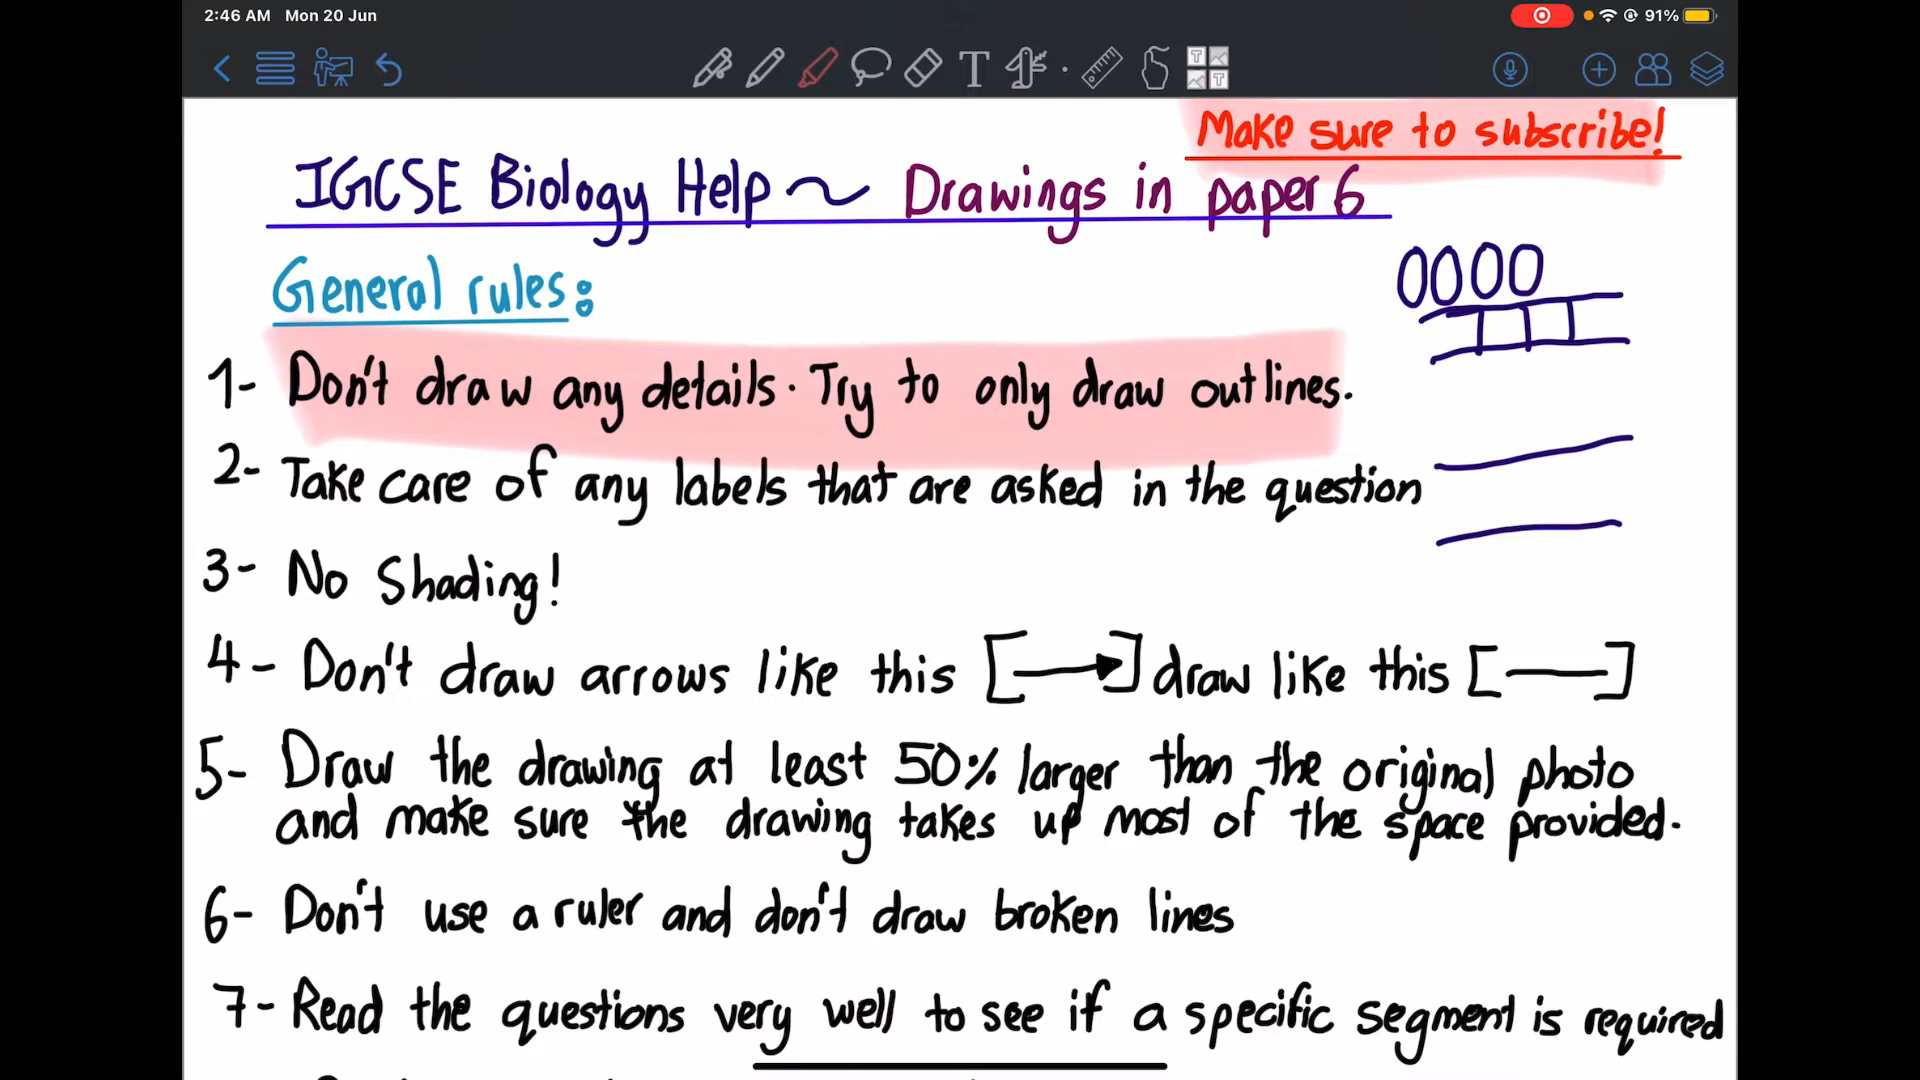 2:46 AM Mon 20 Jun
91%
Make sure to subscribe!
IGCSE Biology Help ~ Drawings in paper 6
General rules:
1- Don't draw any details. Try to only draw outlines.
2- Take care of any labels that are asked in the question
3- No Shading!
4- Don't draw arrows like this [→] draw like this [—]
5- Draw the drawing at least 50% larger than the original photo
and make sure the drawing takes up most of the space provided.
6- Don't use a ruler and don't draw broken lines
7- Read the questions very well to see if a specific segment is required